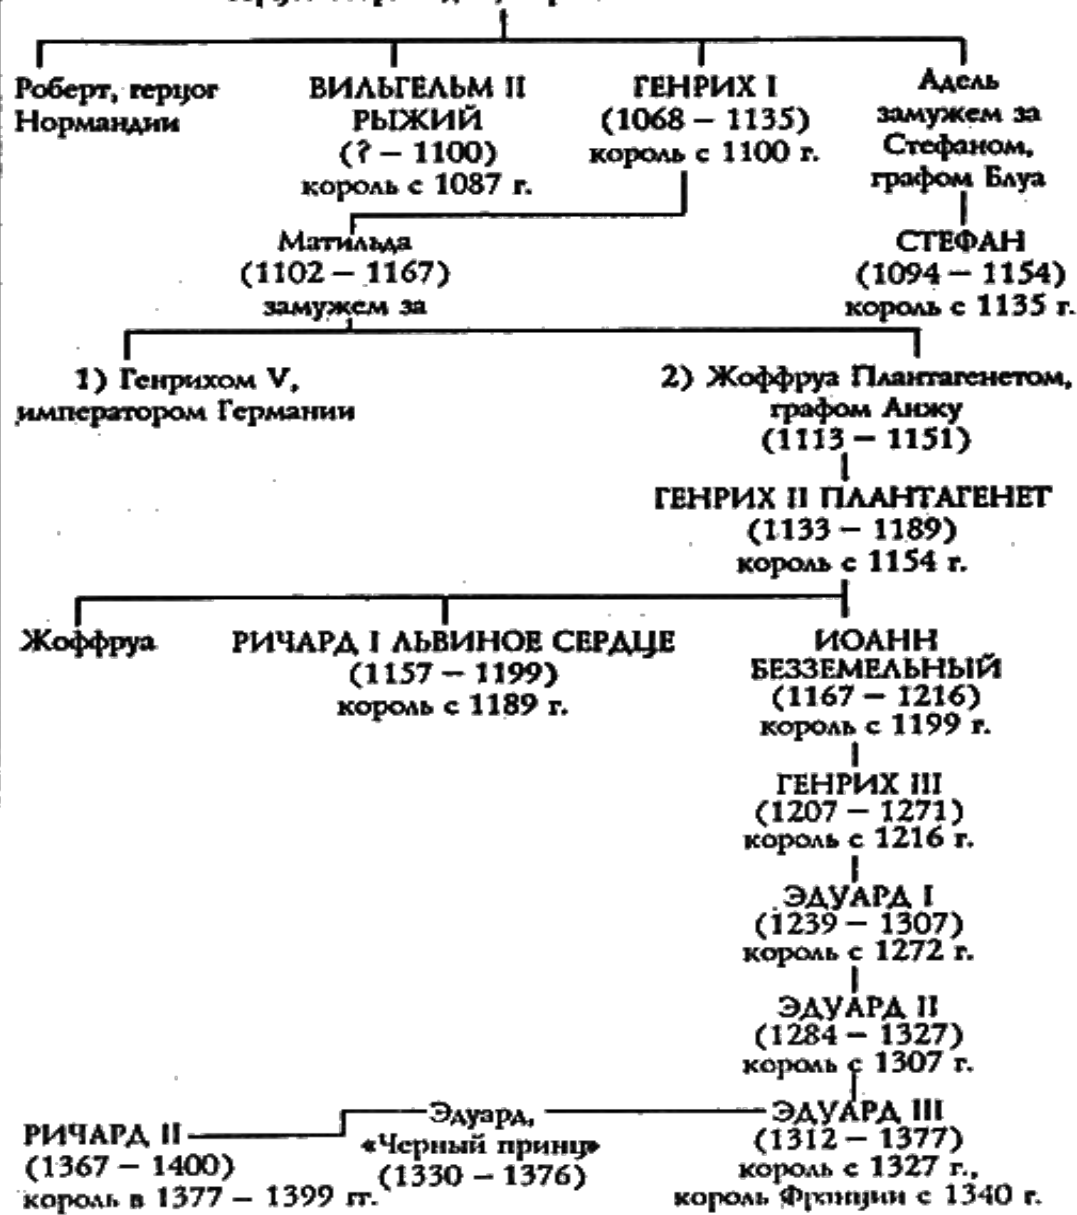 Роберт, герцог
Нормандии
ВИЛЬГЕЛЬМ II
РЫЖИЙ
(? – 1100)
король с 1087 г.
ГЕНРИХ I
(1068 – 1135)
король с 1100 г.
Адель
замужем за
Стефаном,
графом Блуа
Матильда
(1102 – 1167)
замужем за
СТЕФАН
(1094 – 1154)
король с 1135 г.
1) Генрихом V,
императором Германии
2) Жоффруа Плантагенетом,
графом Анжу
(1113 – 1151)
ГЕНРИХ II ПЛАНТАГЕНЕТ
(1133 – 1189)
король с 1154 г.
Жоффруа
РИЧАРД I ЛЬВИНОЕ СЕРДЦЕ
(1157 – 1199)
король с 1189 г.
ИОАНН
БЕЗЗЕМЕЛЬНЫЙ
(1167 – 1216)
король с 1199 г.
ГЕНРИХ III
(1207 – 1271)
король с 1216 г.
ЭДУАРД I
(1239 – 1307)
король с 1272 г.
ЭДУАРД II
(1284 – 1327)
король с 1307 г.
РИЧАРД II
(1367 – 1400)
король в 1377 – 1399 гг.
Эдуард,
«Черный принц»
(1330 – 1376)
ЭДУАРД III
(1312 – 1377)
король с 1327 г.,
король Франции с 1340 г.